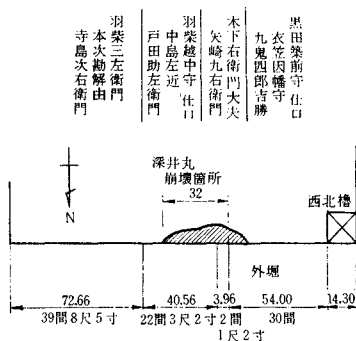 黒田築前守 仕口
衣笠因幡守
九鬼四郎吉勝
木下右衛門大夫
矢崎九右衛門
羽柴越中守 仕口
中島左近
戸田助左衛門
羽柴三左衛門
本次勘解由
寺島次右衛門
深井丸
崩壊箇所
32
西北櫓
N
外堀
72.66
40.56
3.96
54.00
14.30
39間8尺5寸
22間3尺2寸
2間
1尺2寸
30間